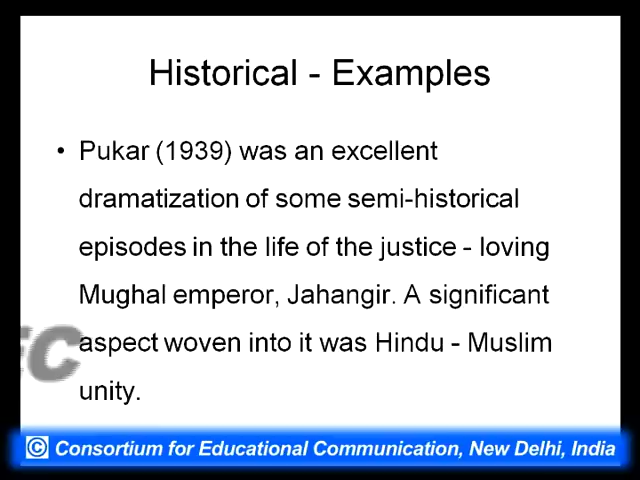 Historical - Examples
• Pukar (1939) was an excellent
dramatization of some semi-historical
episodes in the life of the justice - loving
Mughal emperor, Jahangir. A significant
aspect woven into it was Hindu - Muslim
unity.
EC
© Consortium for Educational Communication, New Delhi, India